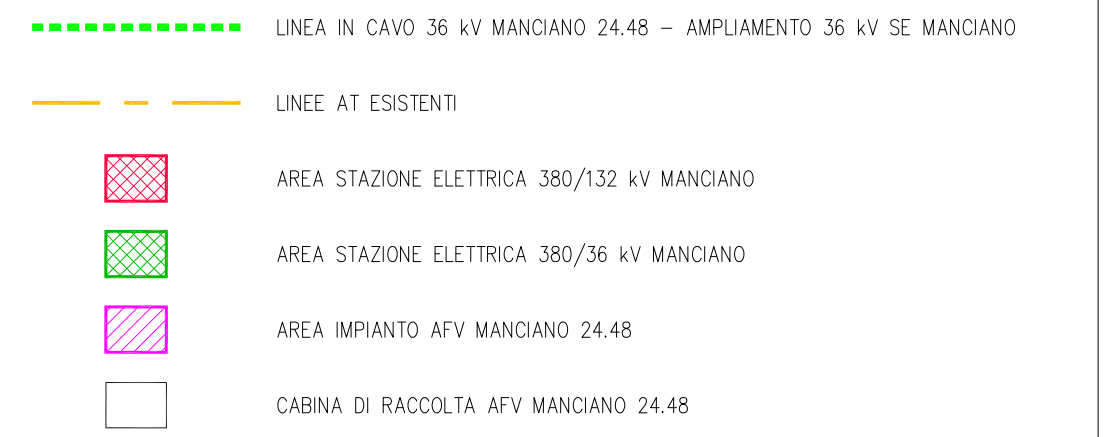 LINEA IN CAVO 36 kV MANCIANO 24.48 – AMPLIAMENTO 36 kV SE MANCIANO
LINEE AT ESISTENTI
AREA STAZIONE ELETTRICA 380/132 kV MANCIANO
AREA STAZIONE ELETTRICA 380/36 kV MANCIANO
AREA IMPIANTO AFV MANCIANO 24.48
CABINA DI RACCOLTA AFV MANCIANO 24.48